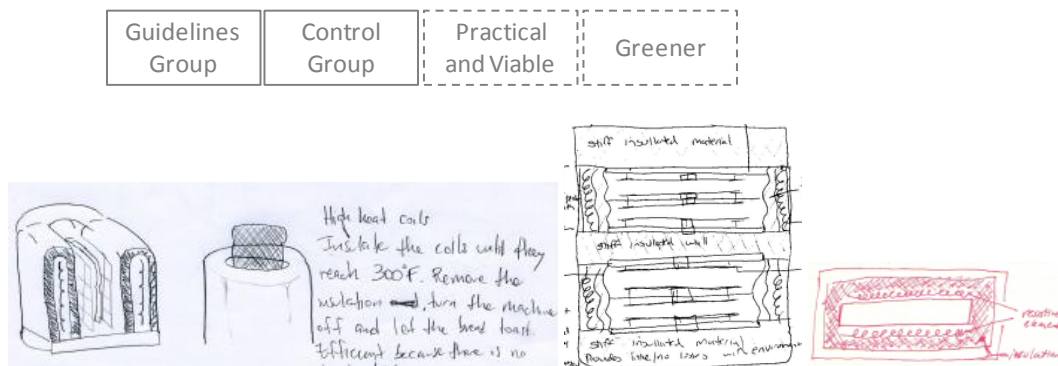 Guidelines
Group
Control
Group
Practical
and Viable
Greener
High heat coils
Insulate the coils until they
reach 300°F. Remove the
insulation, turn the machine
off and let the bread toast.
Efficient because there is no
stiff insullated material
stiff insulated wall
stiff insulated material
Provides little/no losses with environment
insulation